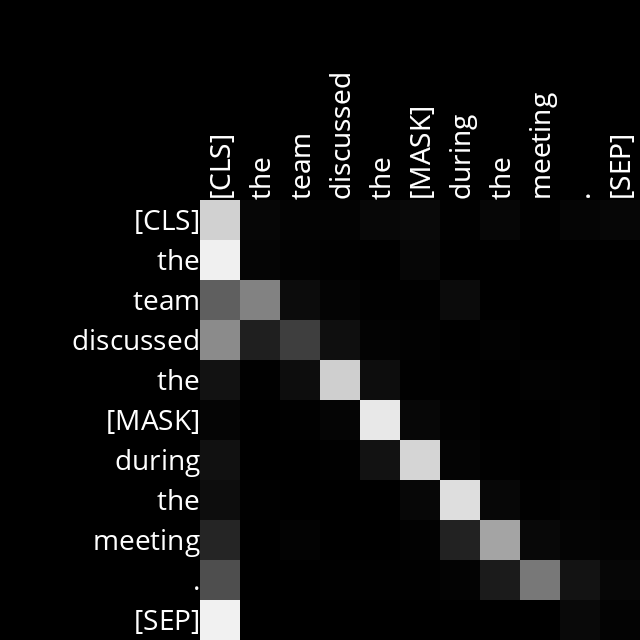 [CLS]
the
team
discussed
the
[MASK]
during
the
meeting
.
[SEP]
[CLS]
the
team
discussed
the
[MASK]
during
the
meeting
.
[SEP]